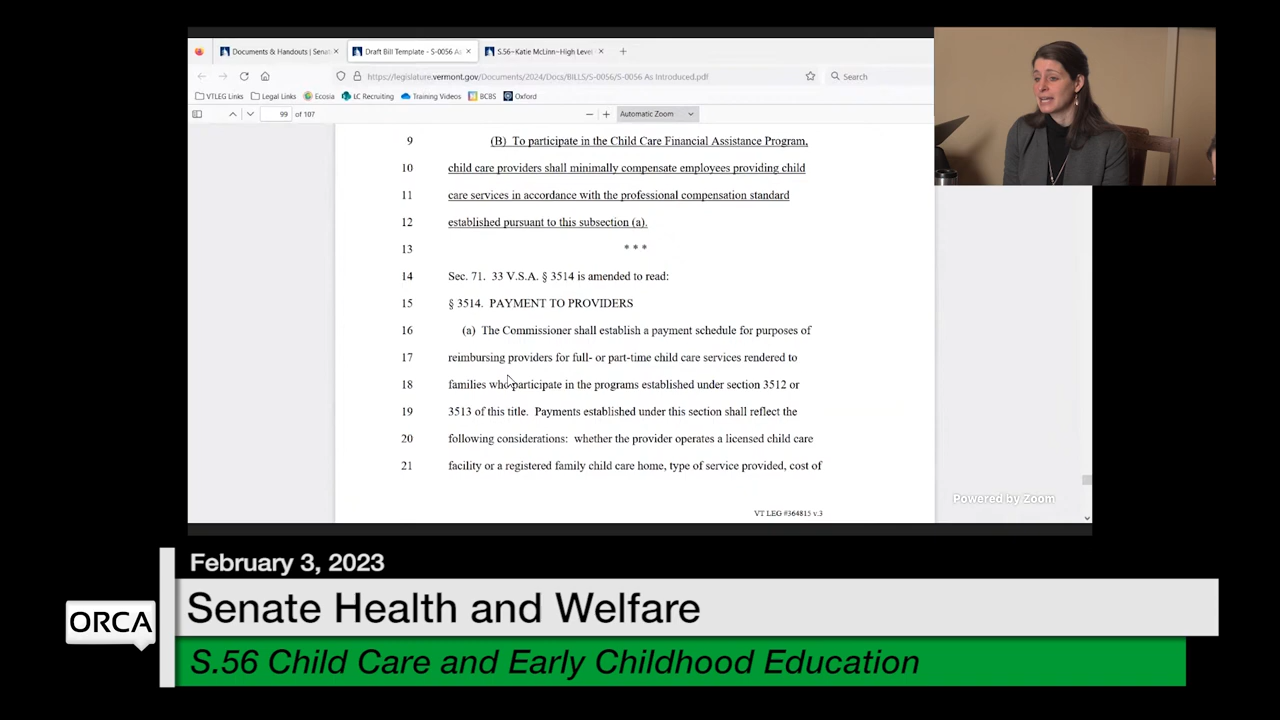 Documents & Handouts | Senat
Draft Bill Template - S-0056 As
S.56~Katie McLinn~High Level
https://legislature.vermont.gov/Documents/2024/Docs/BILLS/S-0056/S-0056 As Introduced.pdf
Search
VTLEG Links
Legal Links
Ecosia
LC Recruiting
Training Videos
BCBS
Oxford
99 of 107
Automatic Zoom
9 (B) To participate in the Child Care Financial Assistance Program,
10 child care providers shall minimally compensate employees providing child
11 care services in accordance with the professional compensation standard
12 established pursuant to this subsection (a).
13 * * *
14 Sec. 71. 33 V.S.A. § 3514 is amended to read:
15 § 3514. PAYMENT TO PROVIDERS
16 (a) The Commissioner shall establish a payment schedule for purposes of
17 reimbursing providers for full- or part-time child care services rendered to
18 families who participate in the programs established under section 3512 or
19 3513 of this title. Payments established under this section shall reflect the
20 following considerations: whether the provider operates a licensed child care
21 facility or a registered family child care home, type of service provided, cost of
VT LEG #364815 v.3
Powered by Zoom
February 3, 2023
Senate Health and Welfare
ORCA
S.56 Child Care and Early Childhood Education